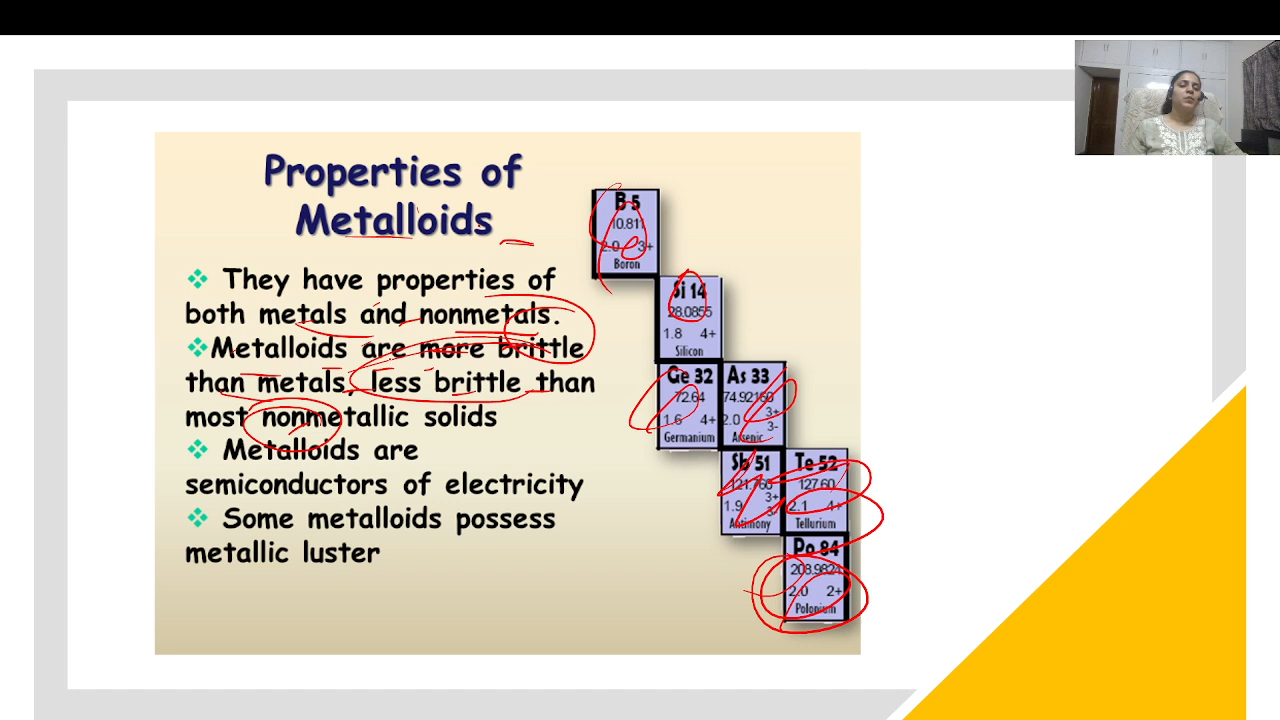 Properties of
Metalloids
They have properties of
both metals and nonmetals.
Metalloids are more brittle
than metals, less brittle than
most nonmetallic solids
Metalloids are
semiconductors of electricity
Some metalloids possess
metallic luster
B 5
10.811
2.0 3+
Boron
Si 14
28.0855
1.8 4+
Silicon
Ge 32
72.64
1.6 4+
Germanium
As 33
74.92160
2.0 3+
3-
Arsenic
Sb 51
121.760
1.9 3+
3-
Antimony
Te 52
127.60
2.1 4+
Tellurium
Po 84
208.9824
2.0 2+
Polonium